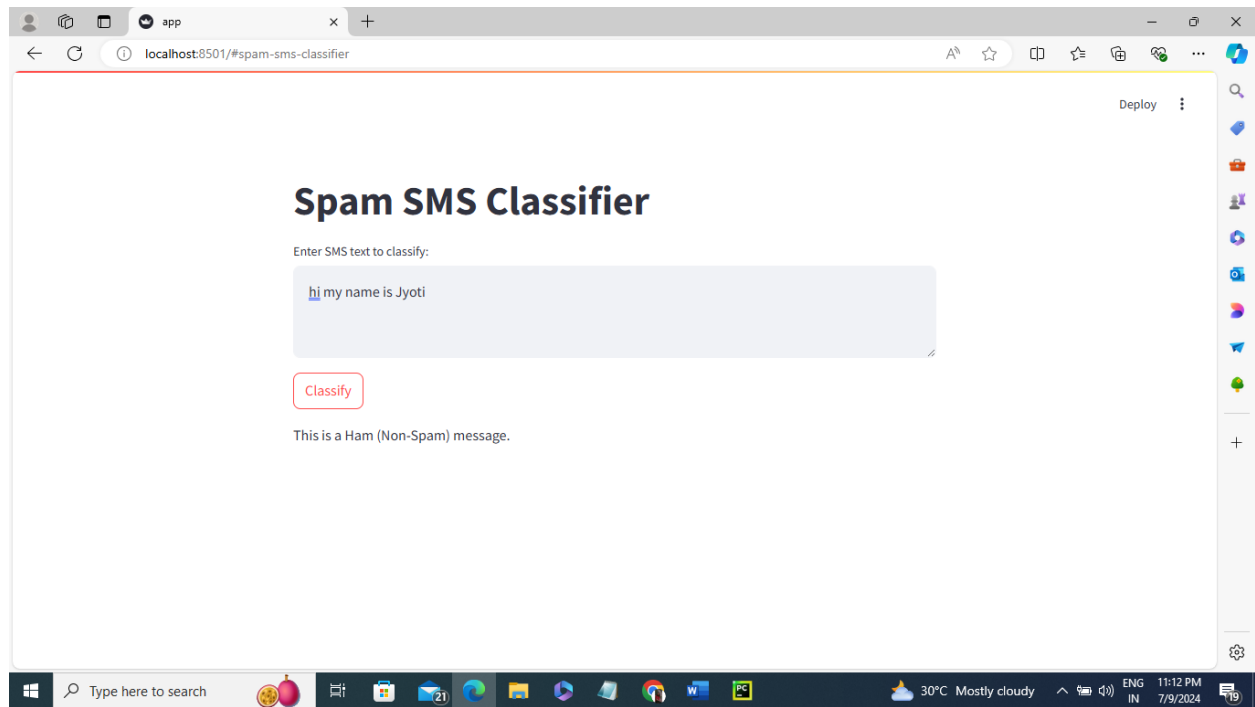 app
localhost:8501/#spam-sms-classifier
Deploy
Spam SMS Classifier
Enter SMS text to classify:
hi my name is Jyoti
Classify
This is a Ham (Non-Spam) message.
Type here to search
21
W
PC
30°C Mostly cloudy
ENG
IN
11:12 PM
7/9/2024
19